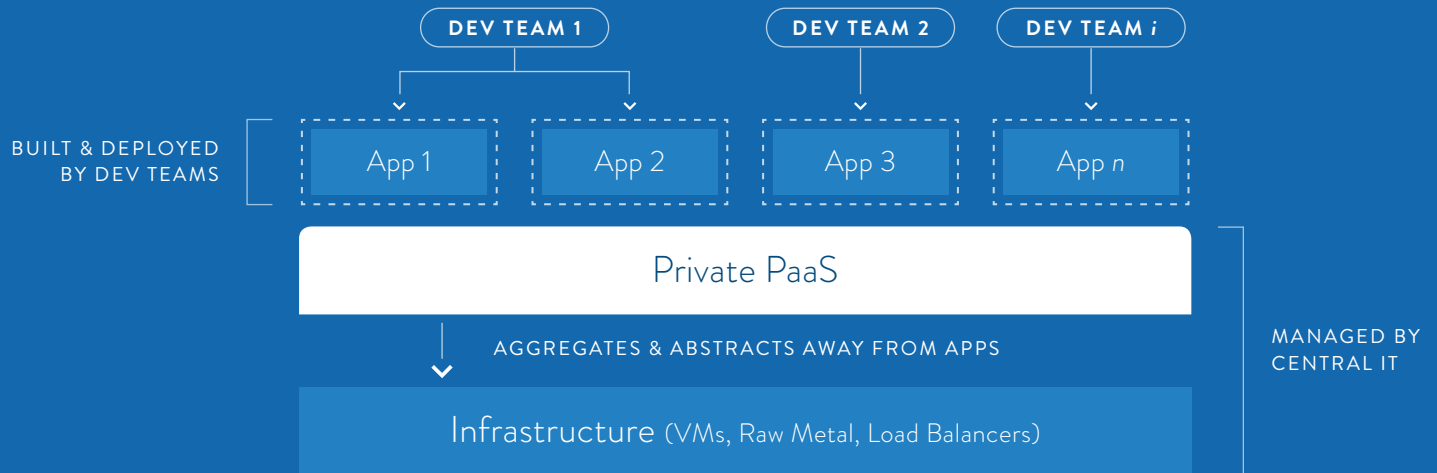 DEV TEAM 1
DEV TEAM 2
DEV TEAM i
BUILT & DEPLOYED
BY DEV TEAMS
App 1
App 2
App 3
App n
Private PaaS
AGGREGATES & ABSTRACTS AWAY FROM APPS
MANAGED BY
CENTRAL IT
Infrastructure (VMs, Raw Metal, Load Balancers)